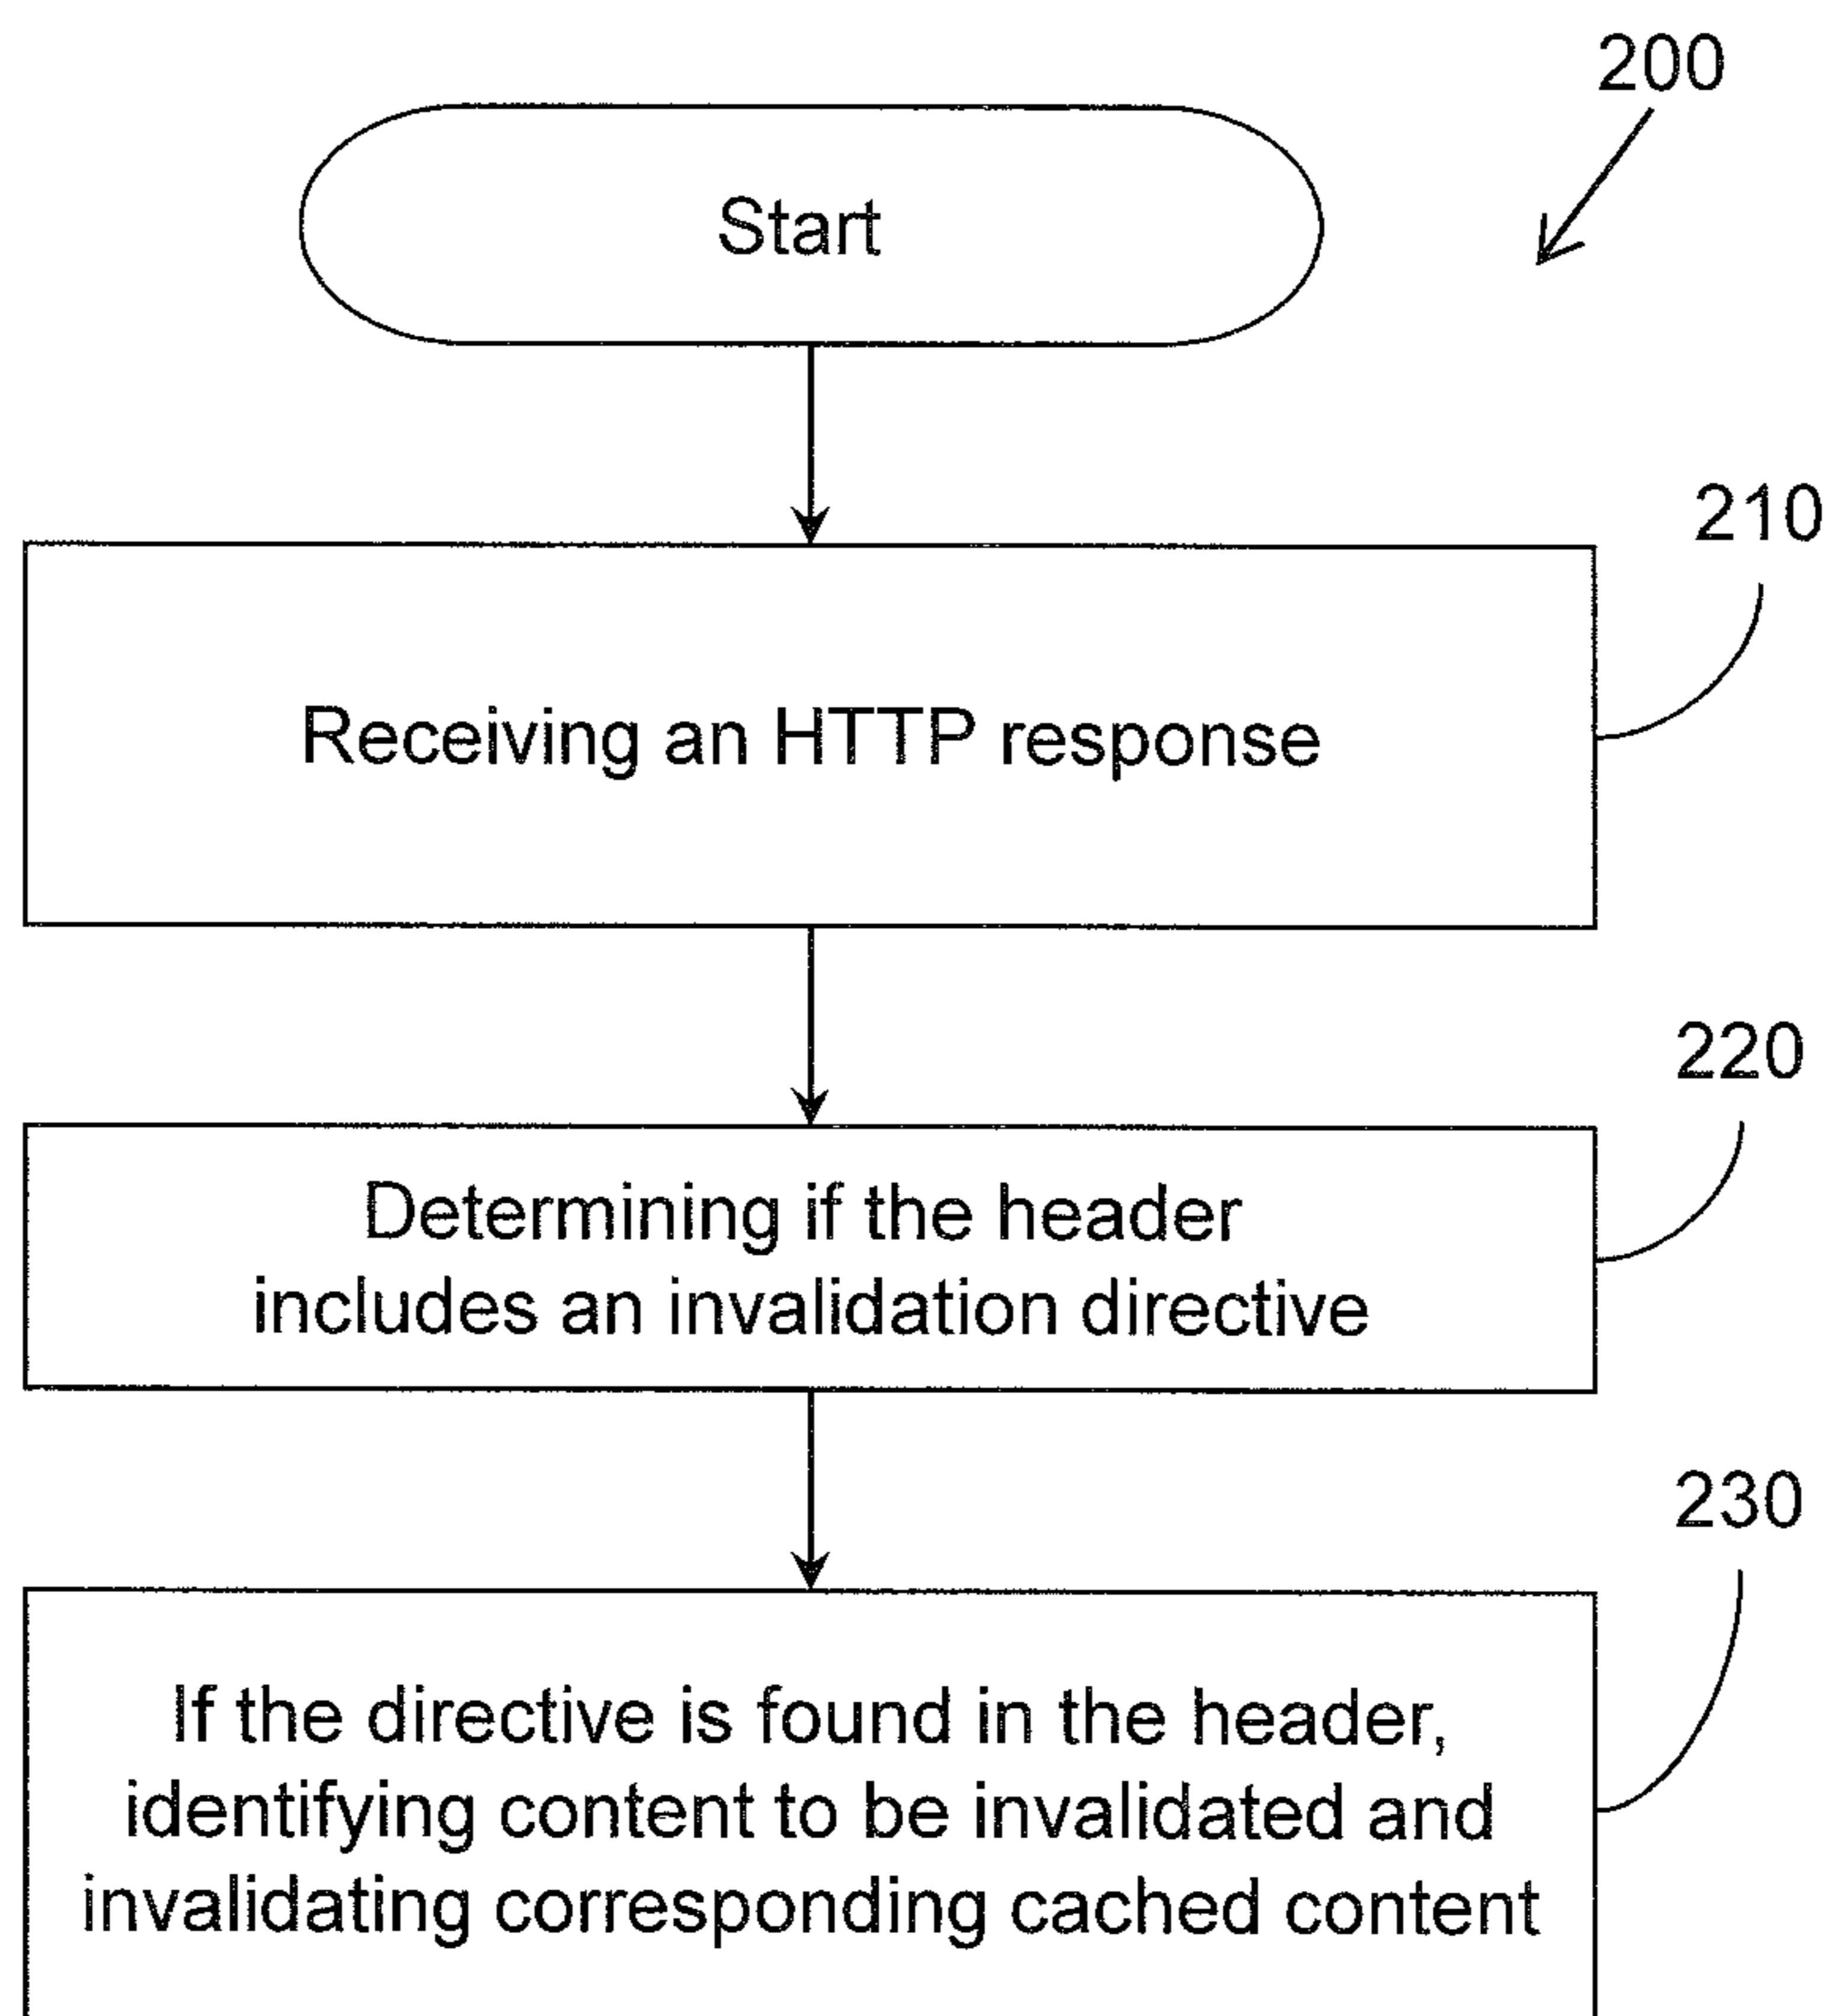 200
Start
210
Receiving an HTTP response
220
Determining if the header
includes an invalidation directive
230
If the directive is found in the header,
identifying content to be invalidated and
invalidating corresponding cached content